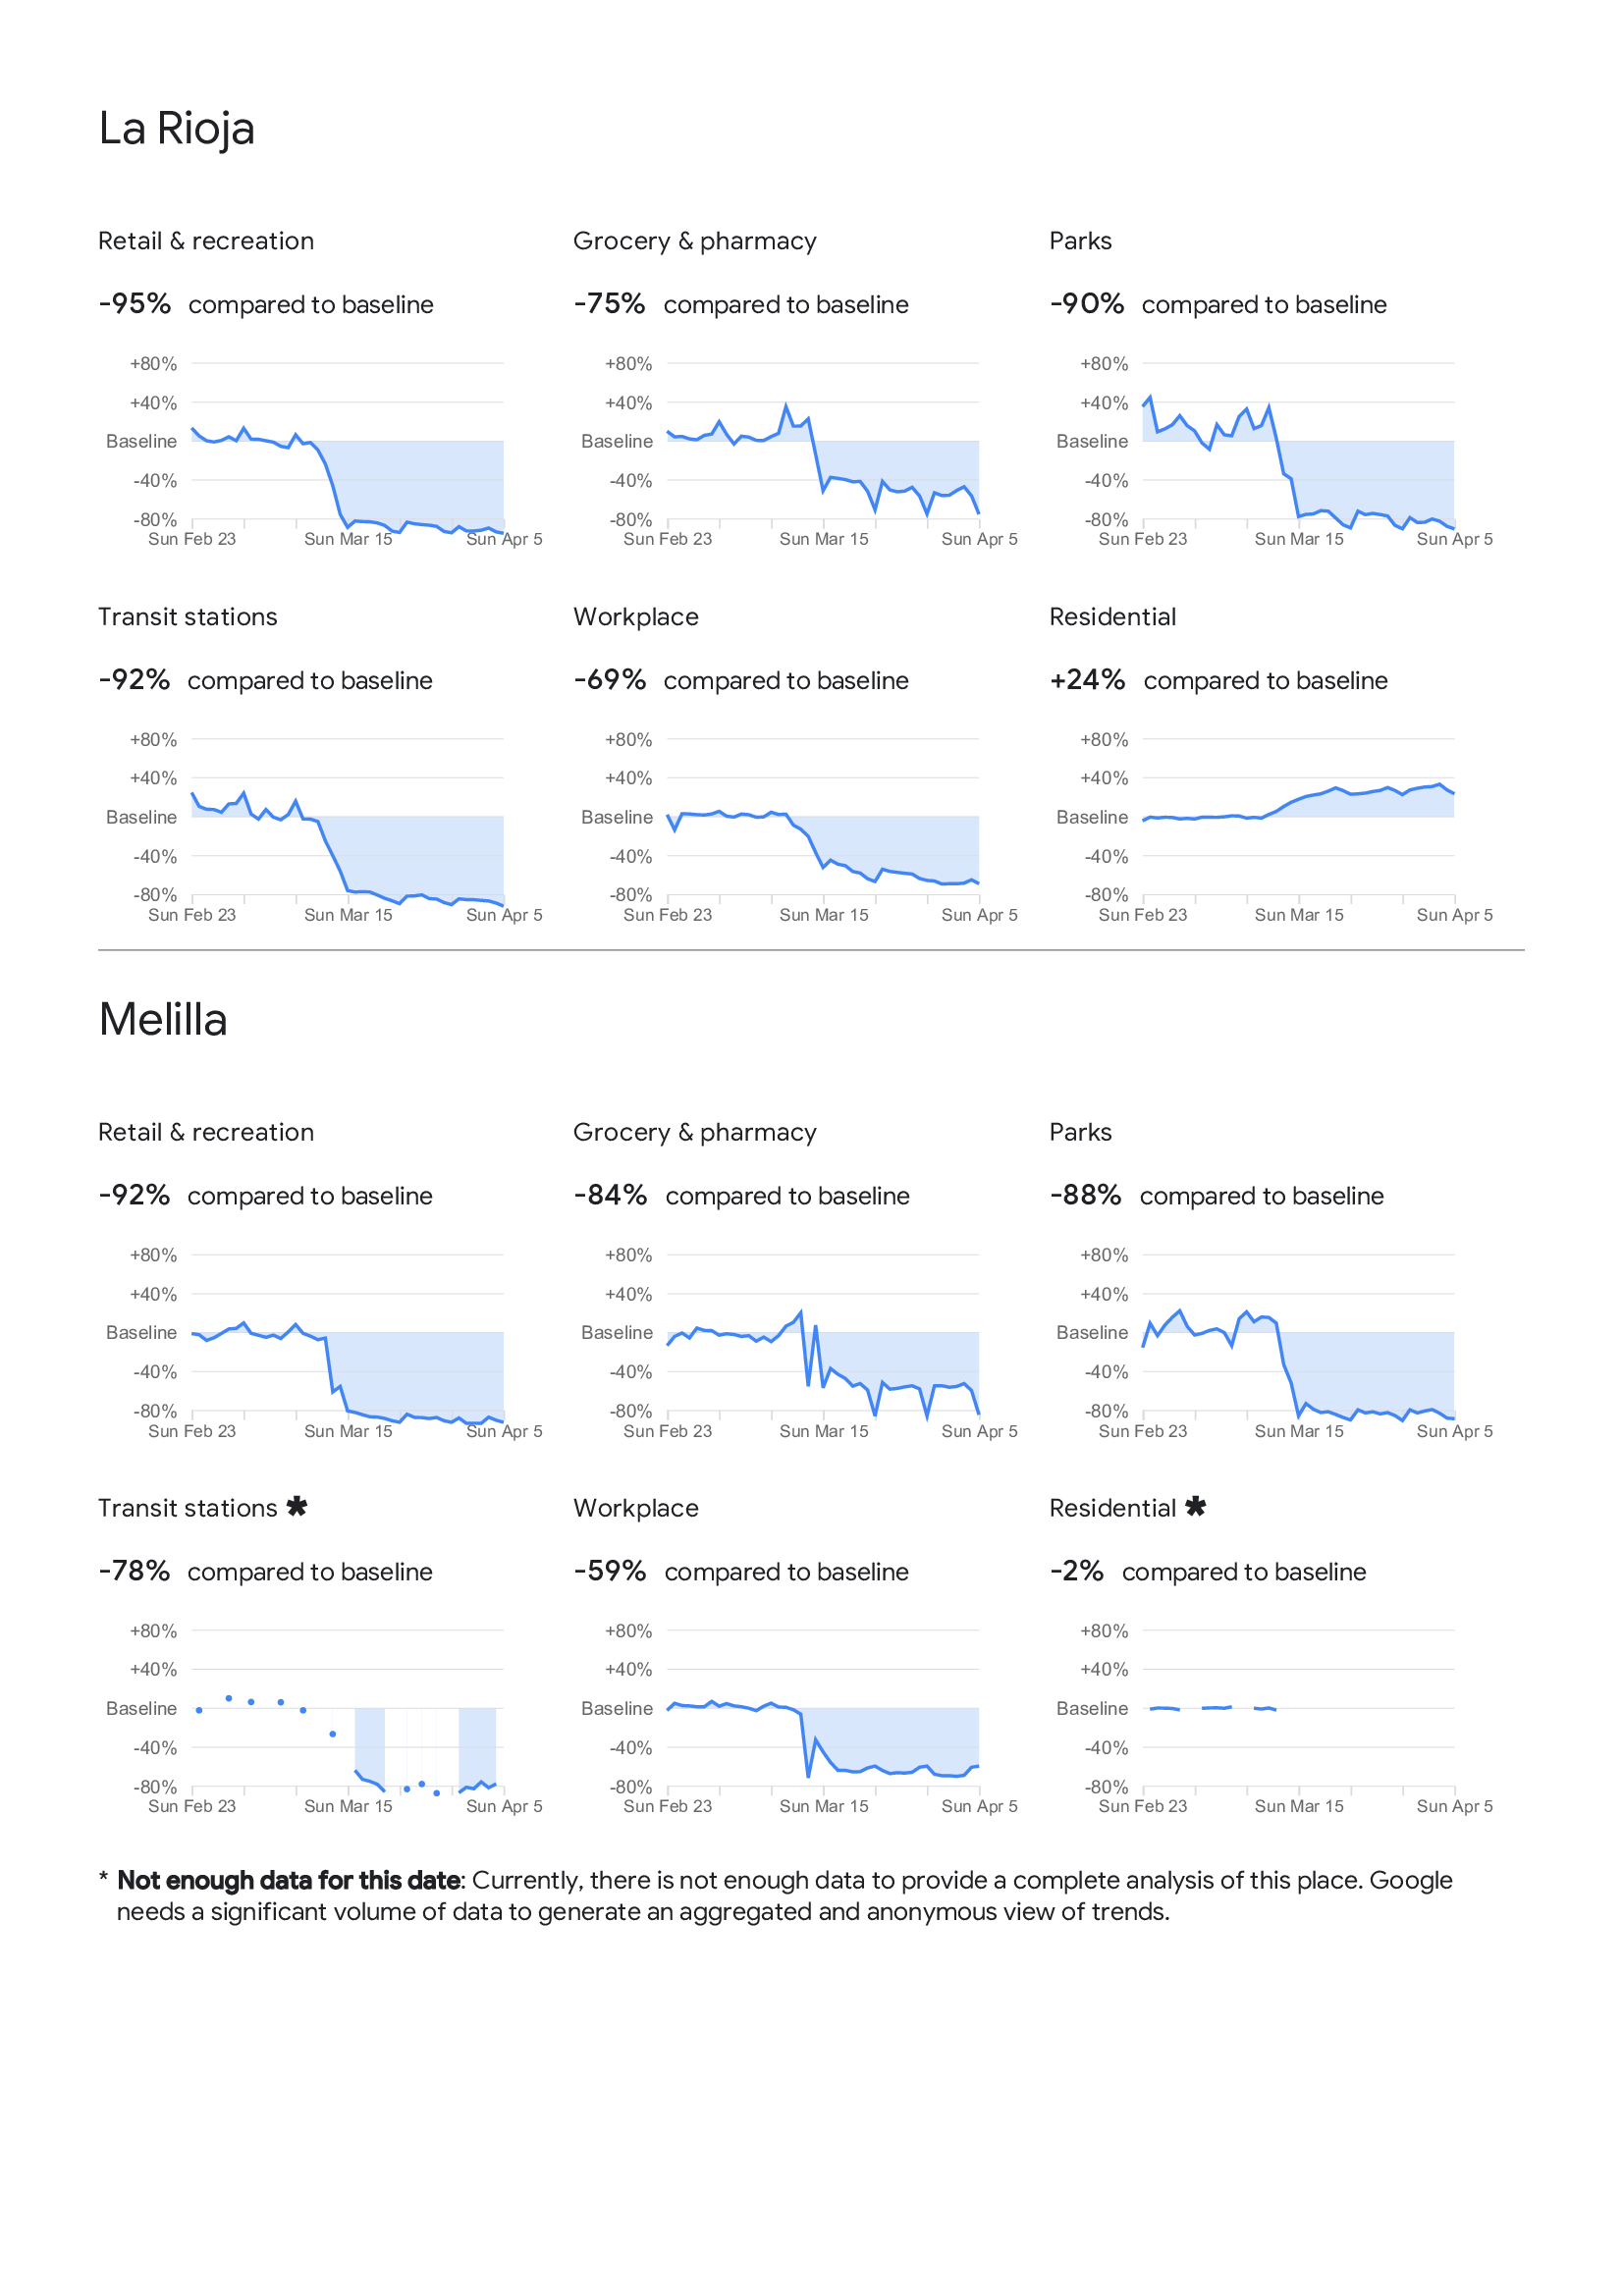 La Rioja
Retail & recreation
-95% compared to baseline
+80%
+40%
Baseline
-40%
-80%
Sun Feb 23 Sun Mar 15 Sun Apr 5
Grocery & pharmacy
-75% compared to baseline
+80%
+40%
Baseline
-40%
-80%
Sun Feb 23 Sun Mar 15 Sun Apr 5
Parks
-90% compared to baseline
+80%
+40%
Baseline
-40%
-80%
Sun Feb 23 Sun Mar 15 Sun Apr 5
Transit stations
-92% compared to baseline
+80%
+40%
Baseline
-40%
-80%
Sun Feb 23 Sun Mar 15 Sun Apr 5
Workplace
-69% compared to baseline
+80%
+40%
Baseline
-40%
-80%
Sun Feb 23 Sun Mar 15 Sun Apr 5
Residential
+24% compared to baseline
+80%
+40%
Baseline
-40%
-80%
Sun Feb 23 Sun Mar 15 Sun Apr 5
Melilla
Retail & recreation
-92% compared to baseline
+80%
+40%
Baseline
-40%
-80%
Sun Feb 23 Sun Mar 15 Sun Apr 5
Grocery & pharmacy
-84% compared to baseline
+80%
+40%
Baseline
-40%
-80%
Sun Feb 23 Sun Mar 15 Sun Apr 5
Parks
-88% compared to baseline
+80%
+40%
Baseline
-40%
-80%
Sun Feb 23 Sun Mar 15 Sun Apr 5
Transit stations *
-78% compared to baseline
+80%
+40%
Baseline
-40%
-80%
Sun Feb 23 Sun Mar 15 Sun Apr 5
Workplace
-59% compared to baseline
+80%
+40%
Baseline
-40%
-80%
Sun Feb 23 Sun Mar 15 Sun Apr 5
Residential *
-2% compared to baseline
+80%
+40%
Baseline
-40%
-80%
Sun Feb 23 Sun Mar 15 Sun Apr 5
* Not enough data for this date: Currently, there is not enough data to provide a complete analysis of this place. Google
needs a significant volume of data to generate an aggregated and anonymous view of trends.